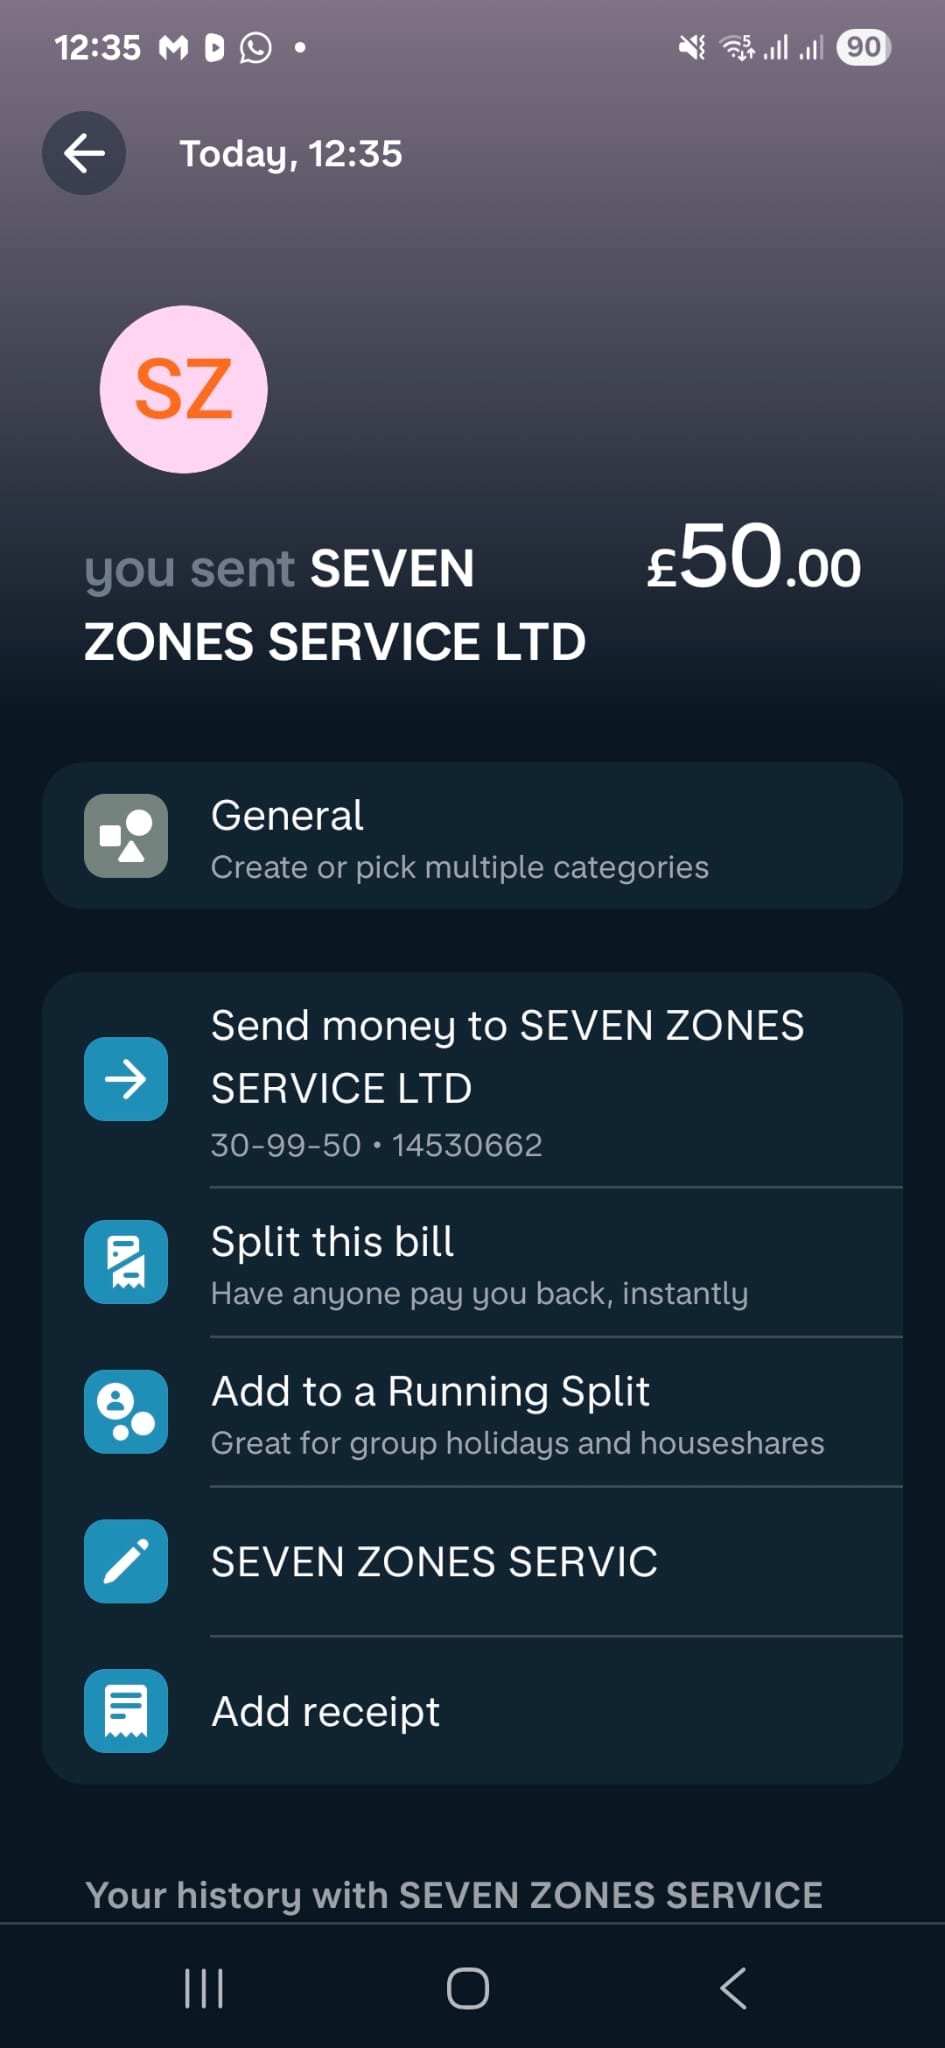 12:35
90
Today, 12:35
SZ
you sent SEVEN
ZONES SERVICE LTD
£50.00
General
Create or pick multiple categories
Send money to SEVEN ZONES
SERVICE LTD
30-99-50 • 14530662
Split this bill
Have anyone pay you back, instantly
Add to a Running Split
Great for group holidays and houseshares
SEVEN ZONES SERVIC
Add receipt
Your history with SEVEN ZONES SERVICE